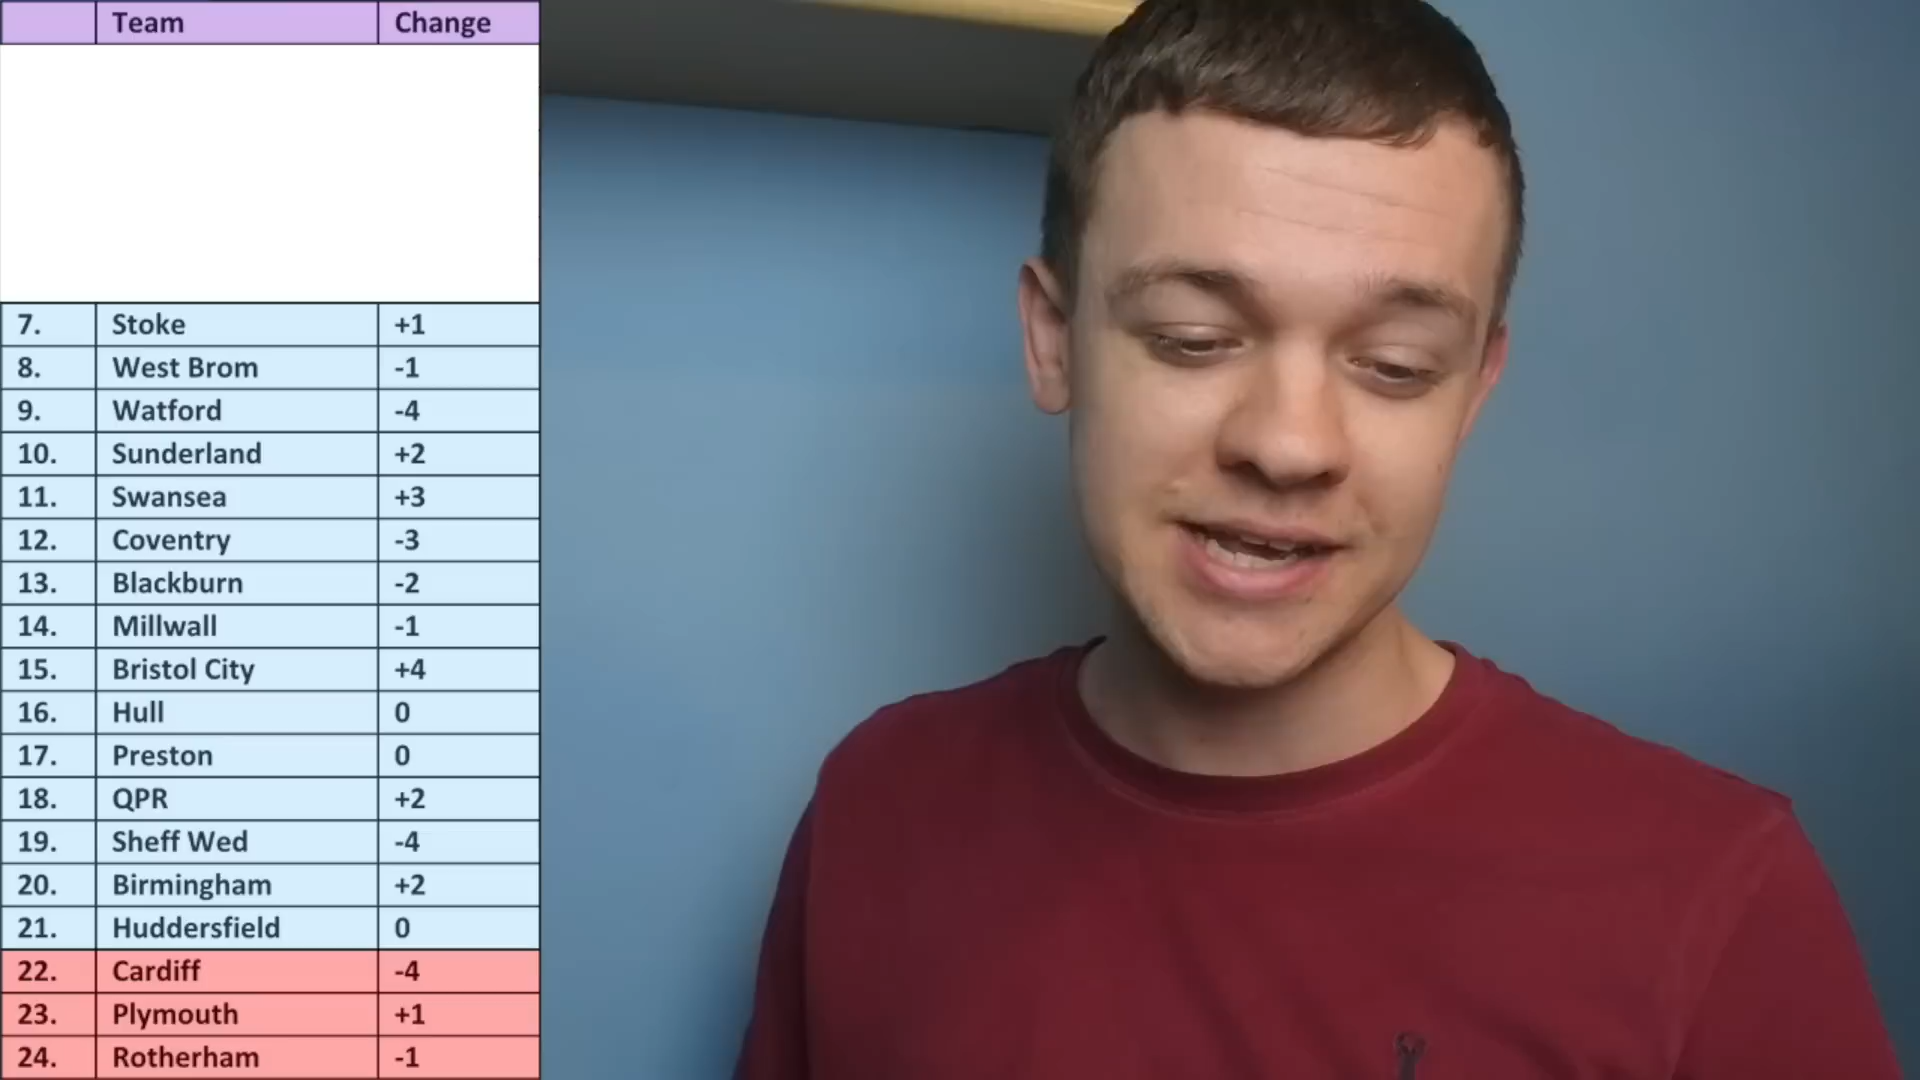 Team Change
7. Stoke +1
8. West Brom -1
9. Watford -4
10. Sunderland +2
11. Swansea +3
12. Coventry -3
13. Blackburn -2
14. Millwall -1
15. Bristol City +4
16. Hull 0
17. Preston 0
18. QPR +2
19. Sheff Wed -4
20. Birmingham +2
21. Huddersfield 0
22. Cardiff -4
23. Plymouth +1
24. Rotherham -1